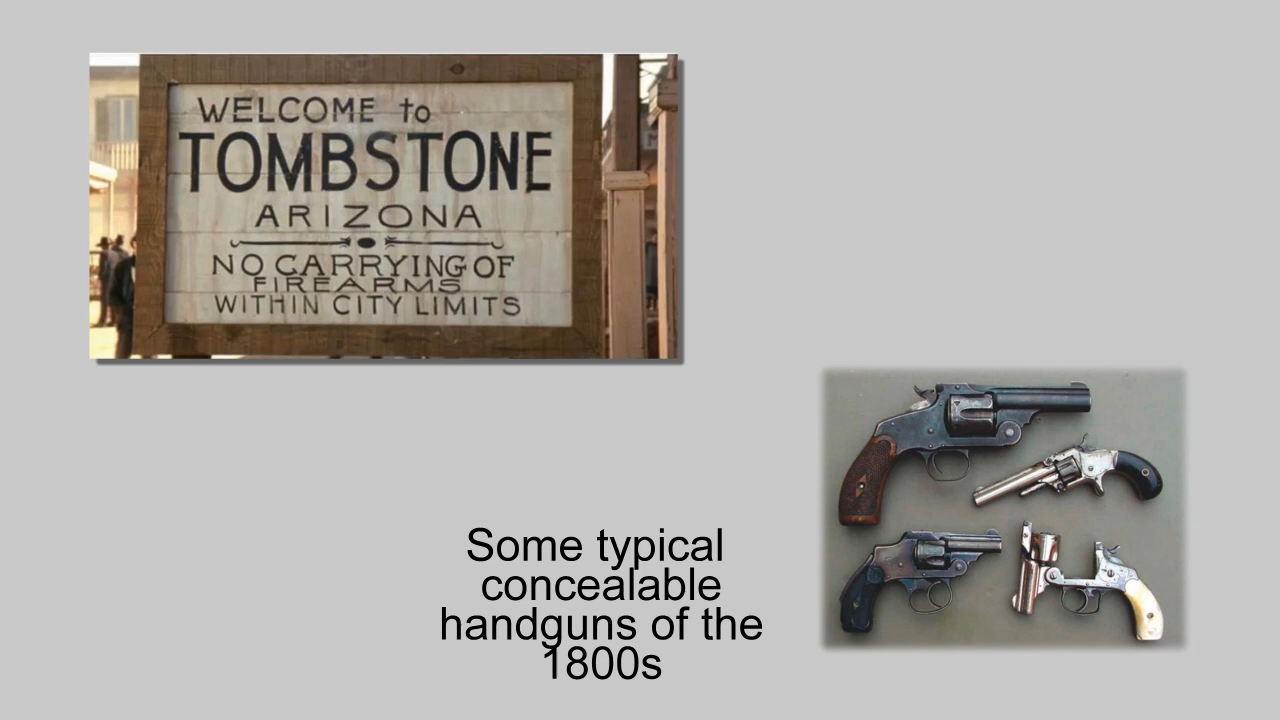 WELCOME to
TOMBSTONE
ARIZONA
NO CARRYING OF
FIREARMS
WITHIN CITY LIMITS
Some typical
concealable
handguns of the
1800s